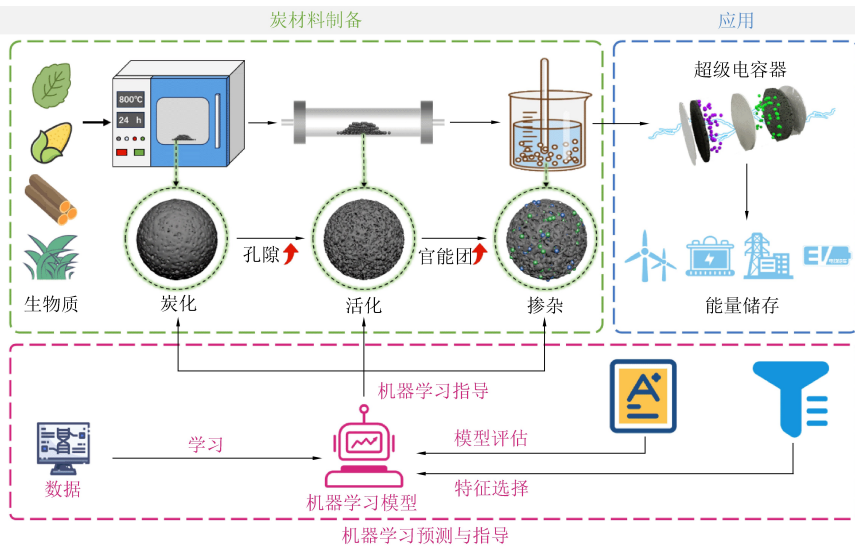 炭材料制备
应用
800℃
24 h
超级电容器
孔隙
官能团
生物质
炭化
活化
掺杂
能量储存
机器学习指导
学习
模型评估
数据
机器学习模型
特征选择
机器学习预测与指导